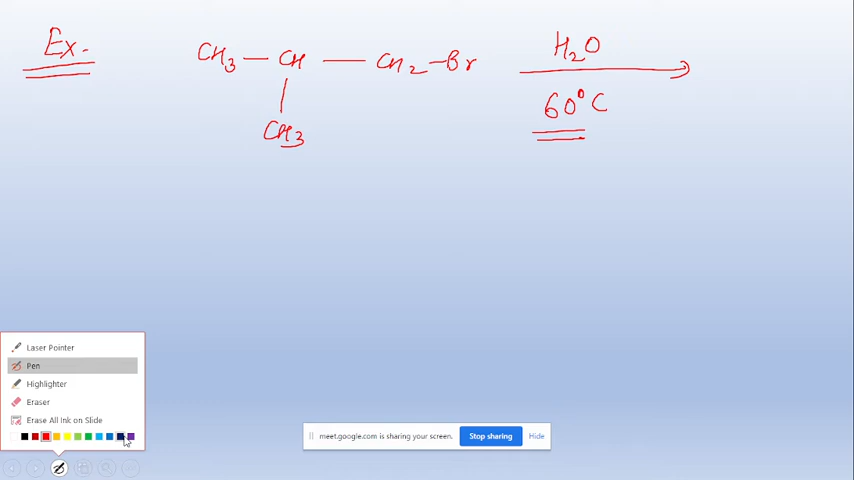 Ex.
CH3 — CH — CH2 – Br H2O
60°C
CH3
Laser Pointer
Pen
Highlighter
Eraser
Erase All Ink on Slide
meet.google.com is sharing your screen. Stop sharing Hide